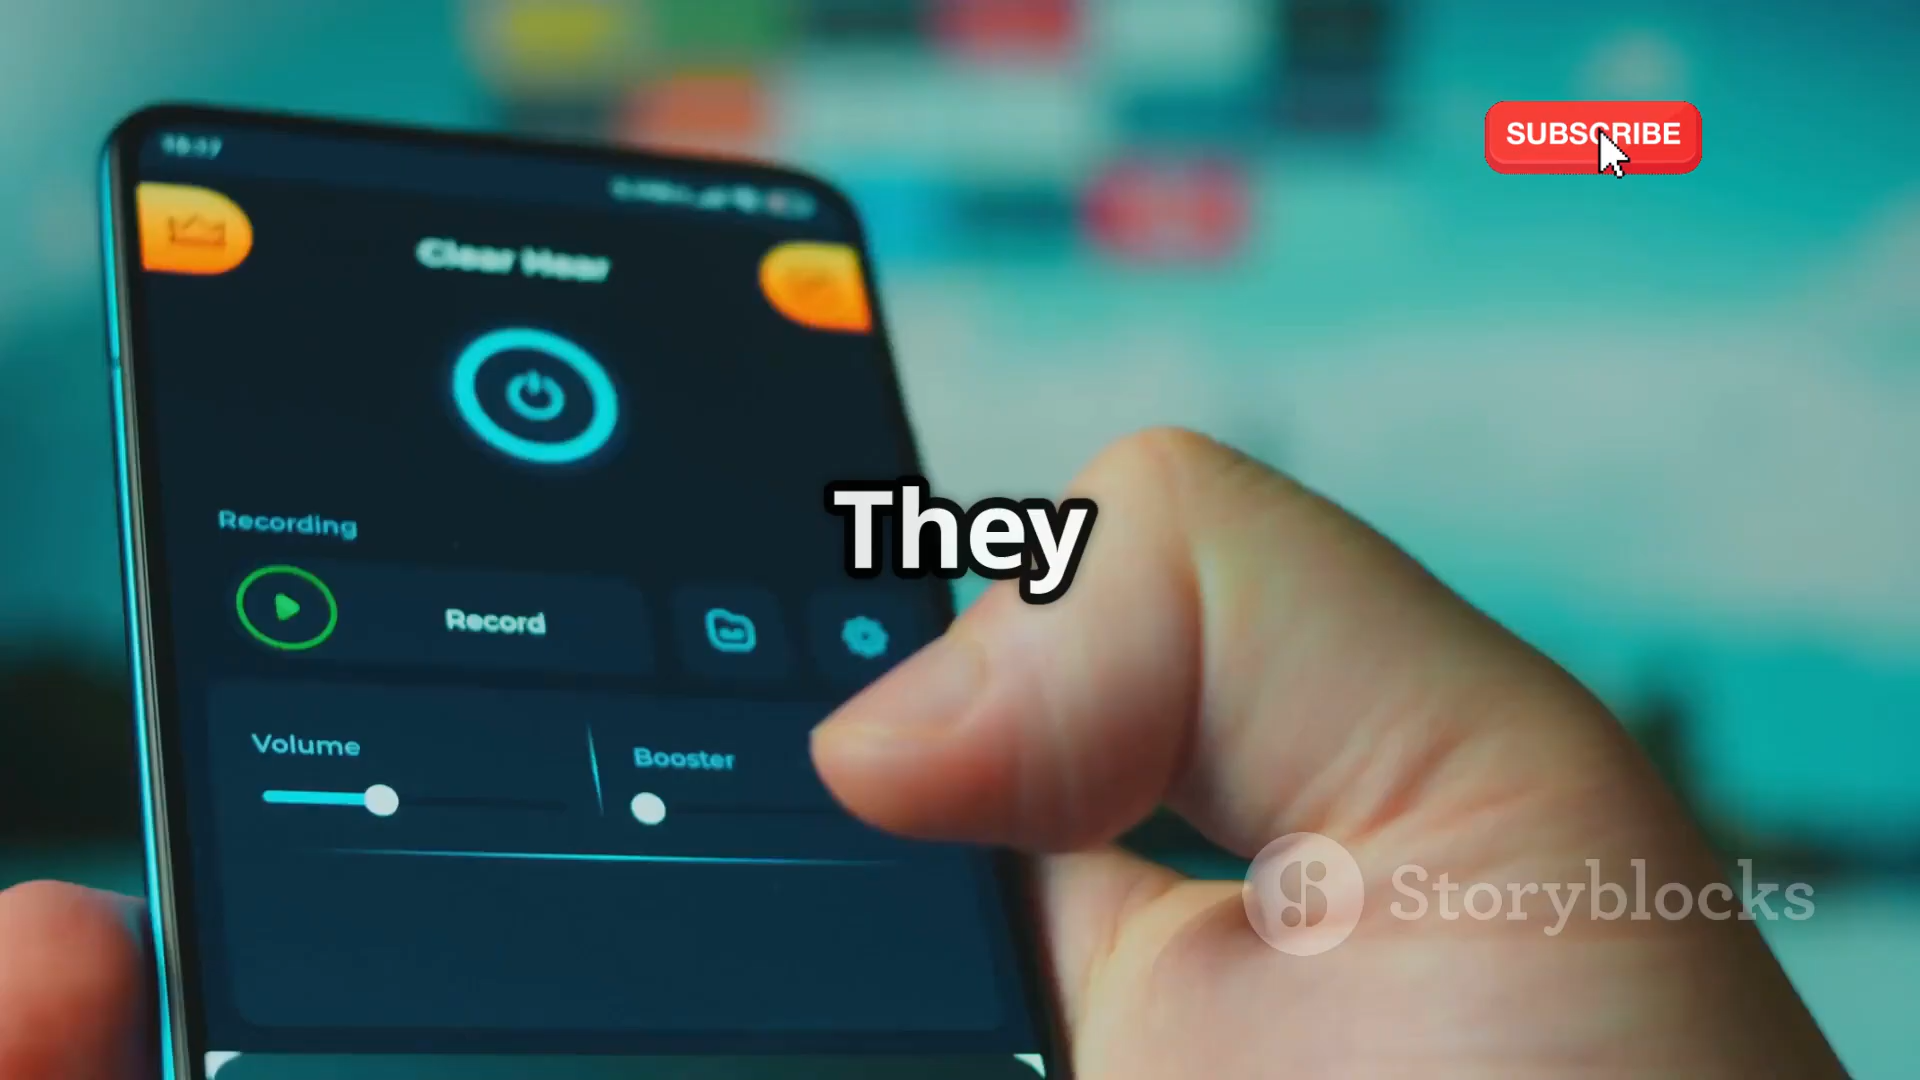 SUBSCRIBE
Clear Hear
They
Recording
Record
Volume
Booster
Storyblocks